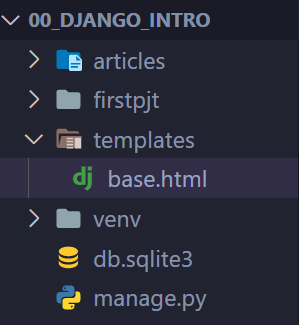 00_DJANGO_INTRO
articles
firstpjt
templates
dj base.html
venv
db.sqlite3
manage.py